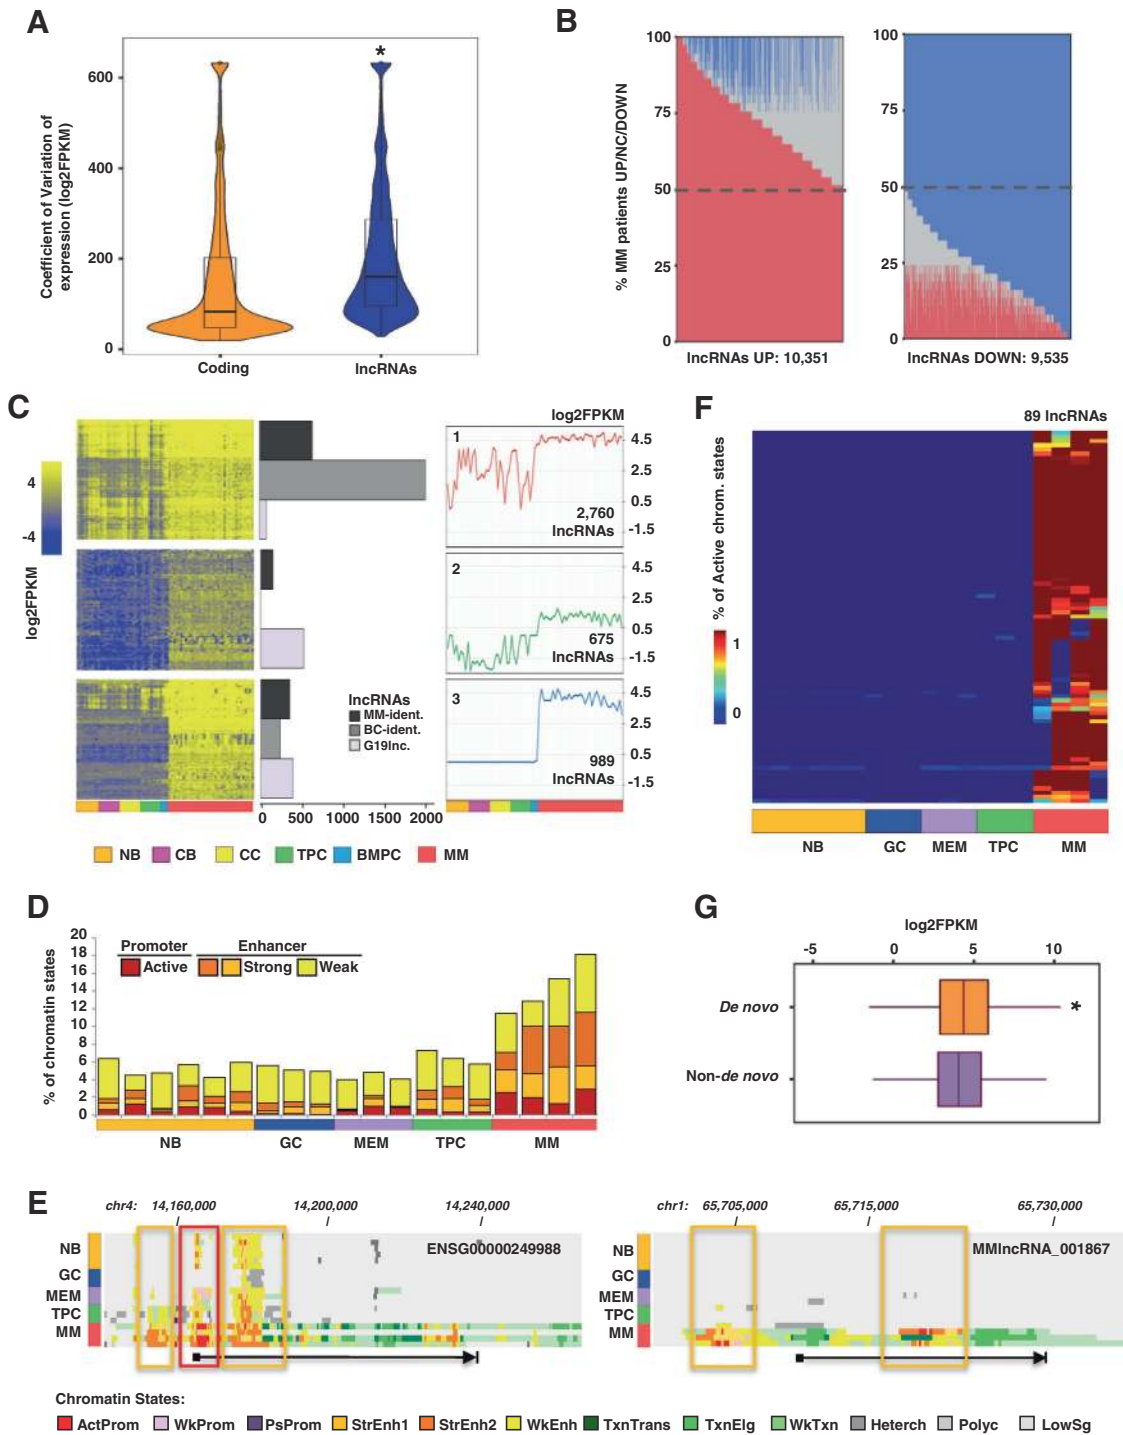 A
Coefficient of Variation of
expression (log2FPKM)
600
400
200
0
*
Coding
lncRNAs
B
% MM patients UP/NC/DOWN
100
75
50
25
0
lncRNAs UP: 10,351
100
75
50
25
0
lncRNAs DOWN: 9,535
C
log2FPKM
4
-4
lncRNAs
MM-ident.
BC-ident.
G19lnc.
0 500 1000 1500 2000
log2FPKM
1
4.5
2.5
0.5
-1.5
2,760
lncRNAs
2
4.5
2.5
0.5
-1.5
675
lncRNAs
3
4.5
2.5
0.5
-1.5
989
lncRNAs
NB CB CC TPC BMPC MM
F
89 lncRNAs
% of Active chrom. states
1
0
NB GC MEM TPC MM
D
% of chromatin states
20
18
16
14
12
10
8
6
4
2
0
Promoter Enhancer
Active Strong Weak
NB GC MEM TPC MM
G
log2FPKM
-5 0 5 10
De novo
*
Non-de novo
E
chr4: 14,160,000 14,200,000 14,240,000
NB
GC
MEM
TPC
MM
ENSG00000249988
chr1: 65,705,000 65,715,000 65,730,000
NB
GC
MEM
TPC
MM
MMlncRNA_001867
Chromatin States:
ActProm WkProm PsProm StrEnh1 StrEnh2 WkEnh TxnTrans TxnElg WkTxn Heterch Polyc LowSg